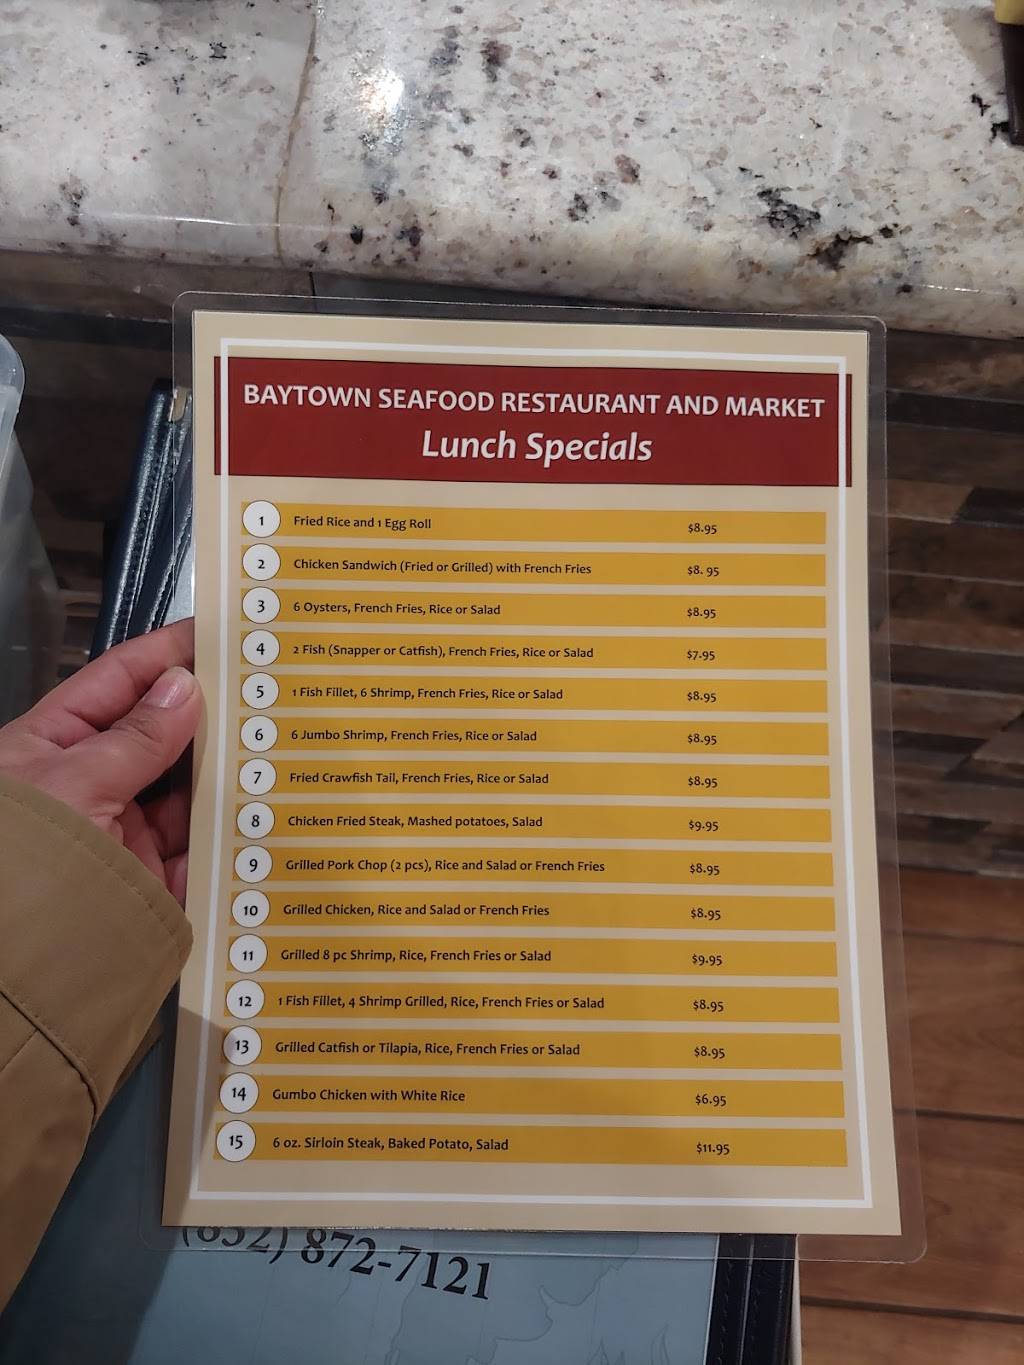 BAYTOWN SEAFOOD RESTAURANT AND MARKET
Lunch Specials
1 Fried Rice and 1 Egg Roll $8.95
2 Chicken Sandwich (Fried or Grilled) with French Fries $8. 95
3 6 Oysters, French Fries, Rice or Salad $8.95
4 2 Fish (Snapper or Catfish), French Fries, Rice or Salad $7.95
5 1 Fish Fillet, 6 Shrimp, French Fries, Rice or Salad $8.95
6 6 Jumbo Shrimp, French Fries, Rice or Salad $8.95
7 Fried Crawfish Tail, French Fries, Rice or Salad $8.95
8 Chicken Fried Steak, Mashed potatoes, Salad $9.95
9 Grilled Pork Chop (2 pcs), Rice and Salad or French Fries $8.95
10 Grilled Chicken, Rice and Salad or French Fries $8.95
11 Grilled 8 pc Shrimp, Rice, French Fries or Salad $9.95
12 1 Fish Fillet, 4 Shrimp Grilled, Rice, French Fries or Salad $8.95
13 Grilled Catfish or Tilapia, Rice, French Fries or Salad $8.95
14 Gumbo Chicken with White Rice $6.95
15 6 oz. Sirloin Steak, Baked Potato, Salad $11.95
(832) 872-7121